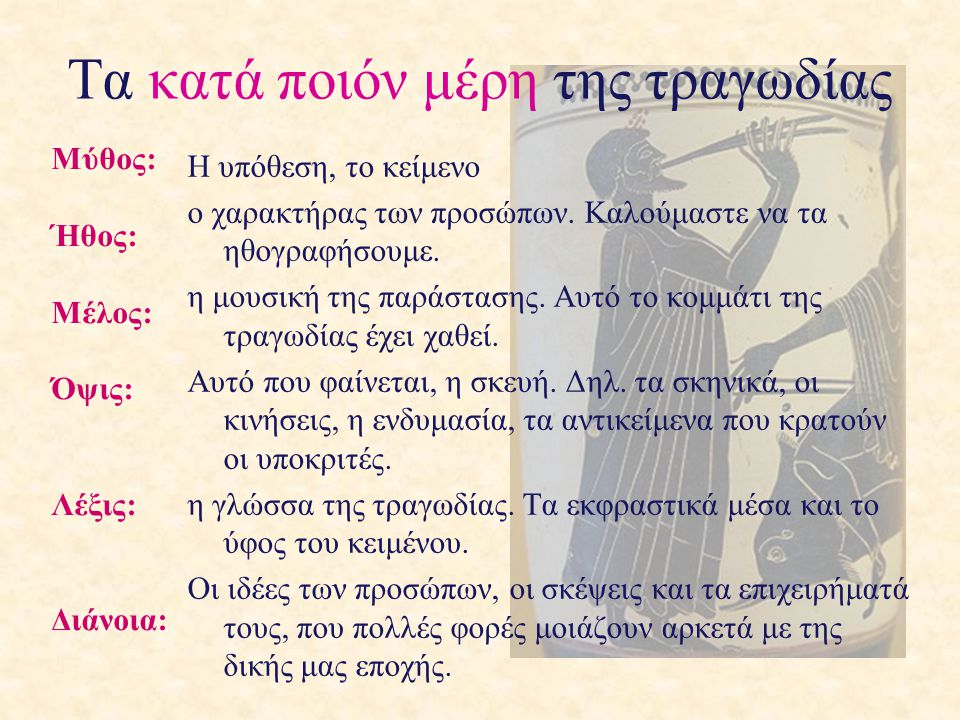 Τα κατά ποιόν μέρη της τραγωδίας
Μύθος:
Η υπόθεση, το κείμενο
Ήθος:
ο χαρακτήρας των προσώπων. Καλούμαστε να τα
ηθογραφήσουμε.
Μέλος:
η μουσική της παράστασης. Αυτό το κομμάτι της
τραγωδίας έχει χαθεί.
Όψις:
Αυτό που φαίνεται, η σκευή. Δηλ. τα σκηνικά, οι
κινήσεις, η ενδυμασία, τα αντικείμενα που κρατούν
οι υποκριτές.
Λέξις:
η γλώσσα της τραγωδίας. Τα εκφραστικά μέσα και το
ύφος του κειμένου.
Διάνοια:
Οι ιδέες των προσώπων, οι σκέψεις και τα επιχειρήματά
τους, που πολλές φορές μοιάζουν αρκετά με της
δικής μας εποχής.